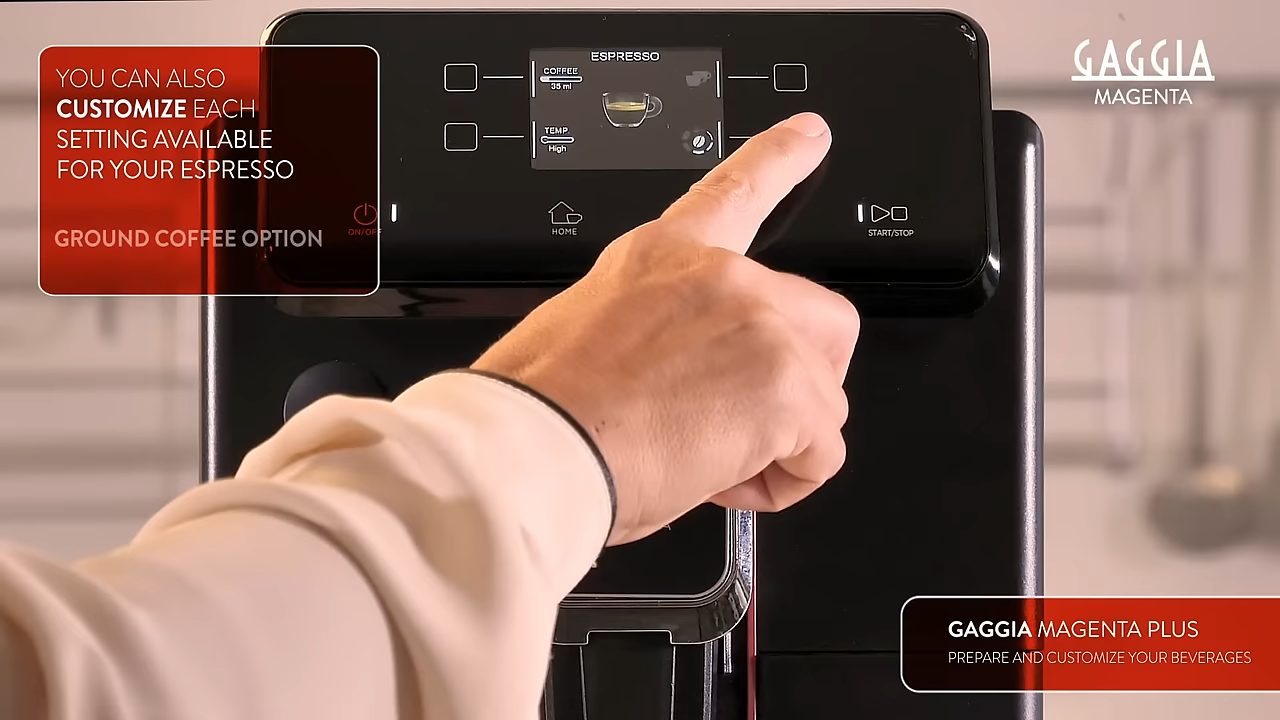 YOU CAN ALSO
CUSTOMIZE EACH
SETTING AVAILABLE
FOR YOUR ESPRESSO
GROUND COFFEE OPTION
ESPRESSO
COFFEE
35 ml
TEMP
High
ON/OFF
HOME
START/STOP
GAGGIA
MAGENTA
GAGGIA MAGENTA PLUS
PREPARE AND CUSTOMIZE YOUR BEVERAGES